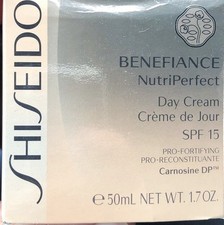 SHISEIDO
BENEFIANCE
NutriPerfect
Day Cream
Crème de Jour
SPF 15
PRO-FORTIFYING
PRO-RECONSTITUANTE
Carnosine DP™
℮ 50mL NET WT. 1.7 OZ.